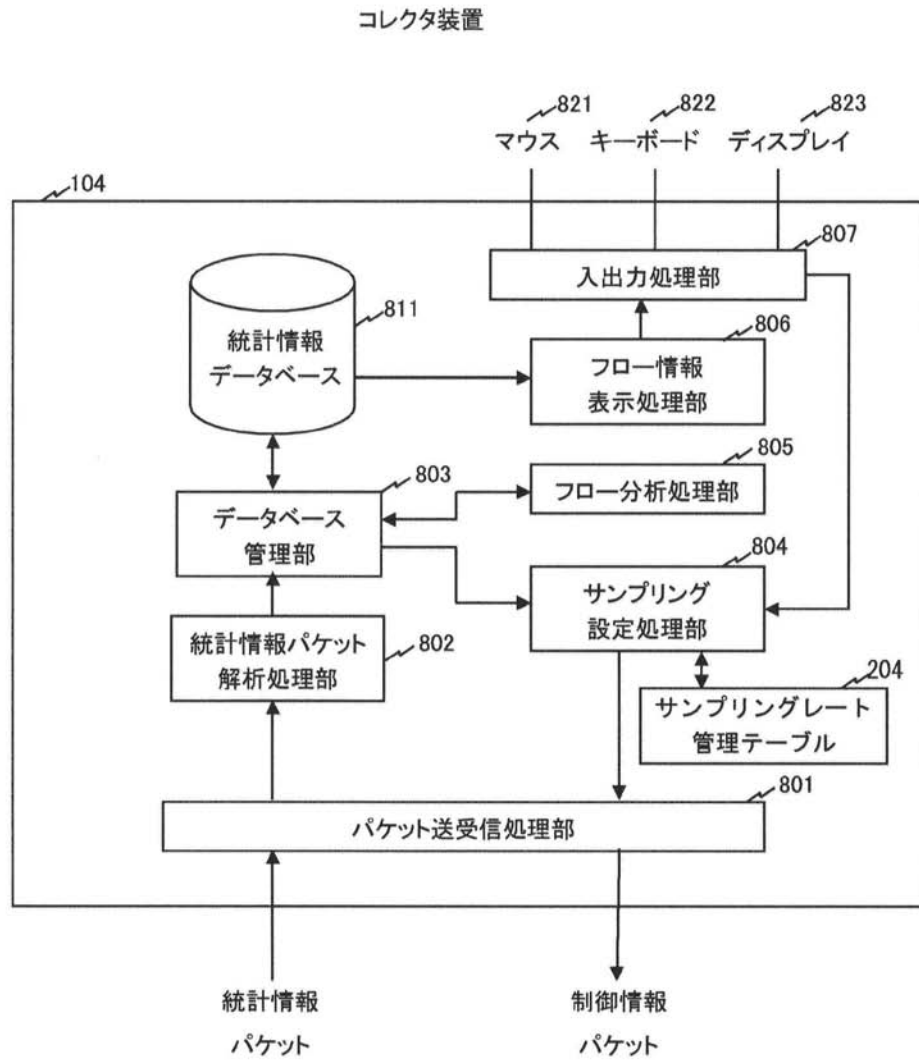 コレクタ装置
821
822
823
マウス
キーボード
ディスプレイ
104
807
入出力処理部
811
統計情報
データベース
806
フロー情報
表示処理部
805
フロー分析処理部
803
データベース
管理部
804
サンプリング
設定処理部
802
統計情報パケット
解析処理部
204
サンプリングレート
管理テーブル
801
パケット送受信処理部
統計情報
パケット
制御情報
パケット